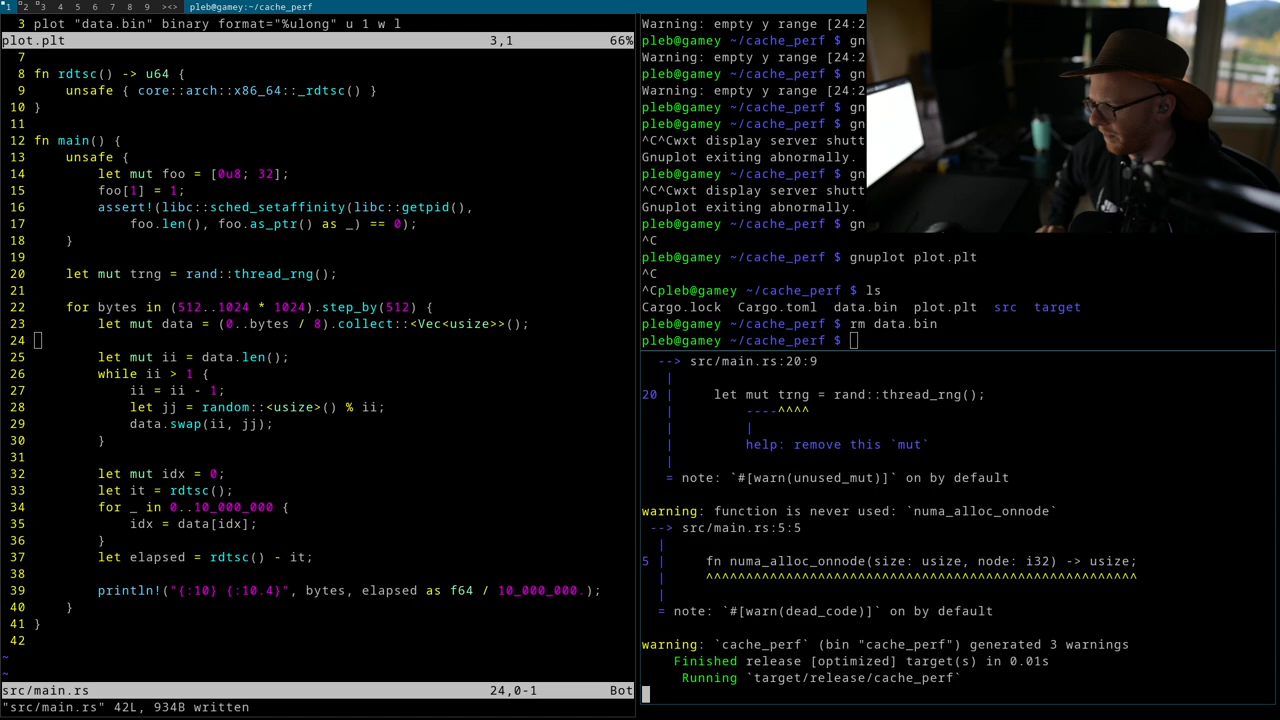 1 2 3 4 5 6 7 8 9 ><> pleb@gamey:~/cache_perf
3 plot "data.bin" binary format="%ulong" u 1 w l
plot.plt 3,1 66%
7
8 fn rdtsc() -> u64 {
9     unsafe { core::arch::x86_64::_rdtsc() }
10 }
11
12 fn main() {
13     unsafe {
14         let mut foo = [0u8; 32];
15         foo[1] = 1;
16         assert!(libc::sched_setaffinity(libc::getpid(),
17             foo.len(), foo.as_ptr() as _) == 0);
18     }
19
20     let mut trng = rand::thread_rng();
21
22     for bytes in (512..1024 * 1024).step_by(512) {
23         let mut data = (0..bytes / 8).collect::<Vec<usize>>();
24
25         let mut ii = data.len();
26         while ii > 1 {
27             ii = ii - 1;
28             let jj = random::<usize>() % ii;
29             data.swap(ii, jj);
30         }
31
32         let mut idx = 0;
33         let it = rdtsc();
34         for _ in 0..10_000_000 {
35             idx = data[idx];
36         }
37         let elapsed = rdtsc() - it;
38
39         println!("{:10} {:10.4}", bytes, elapsed as f64 / 10_000_000.);
40     }
41 }
42
~
~
src/main.rs 24,0-1 Bot
"src/main.rs" 42L, 934B written
Warning: empty y range [24:2
pleb@gamey ~/cache_perf $ gn
Warning: empty y range [24:2
pleb@gamey ~/cache_perf $ gn
Warning: empty y range [24:2
pleb@gamey ~/cache_perf $ gn
pleb@gamey ~/cache_perf $ gn
^C^Cwxt display server shutt
Gnuplot exiting abnormally.
pleb@gamey ~/cache_perf $ gn
^C^Cwxt display server shutt
Gnuplot exiting abnormally.
pleb@gamey ~/cache_perf $ gn
^C
pleb@gamey ~/cache_perf $ gnuplot plot.plt
^C
^Cpleb@gamey ~/cache_perf $ ls
Cargo.lock  Cargo.toml  data.bin  plot.plt  src  target
pleb@gamey ~/cache_perf $ rm data.bin
pleb@gamey ~/cache_perf $
  --> src/main.rs:20:9
   |
20 |     let mut trng = rand::thread_rng();
   |         ----^^^^
   |         |
   |         help: remove this `mut`
   |
   = note: `#[warn(unused_mut)]` on by default
warning: function is never used: `numa_alloc_onnode`
 --> src/main.rs:5:5
  |
5 |     fn numa_alloc_onnode(size: usize, node: i32) -> usize;
  |     ^^^^^^^^^^^^^^^^^^^^^^^^^^^^^^^^^^^^^^^^^^^^^^^^^^^^^^
  |
  = note: `#[warn(dead_code)]` on by default
warning: `cache_perf` (bin "cache_perf") generated 3 warnings
    Finished release [optimized] target(s) in 0.01s
     Running `target/release/cache_perf`